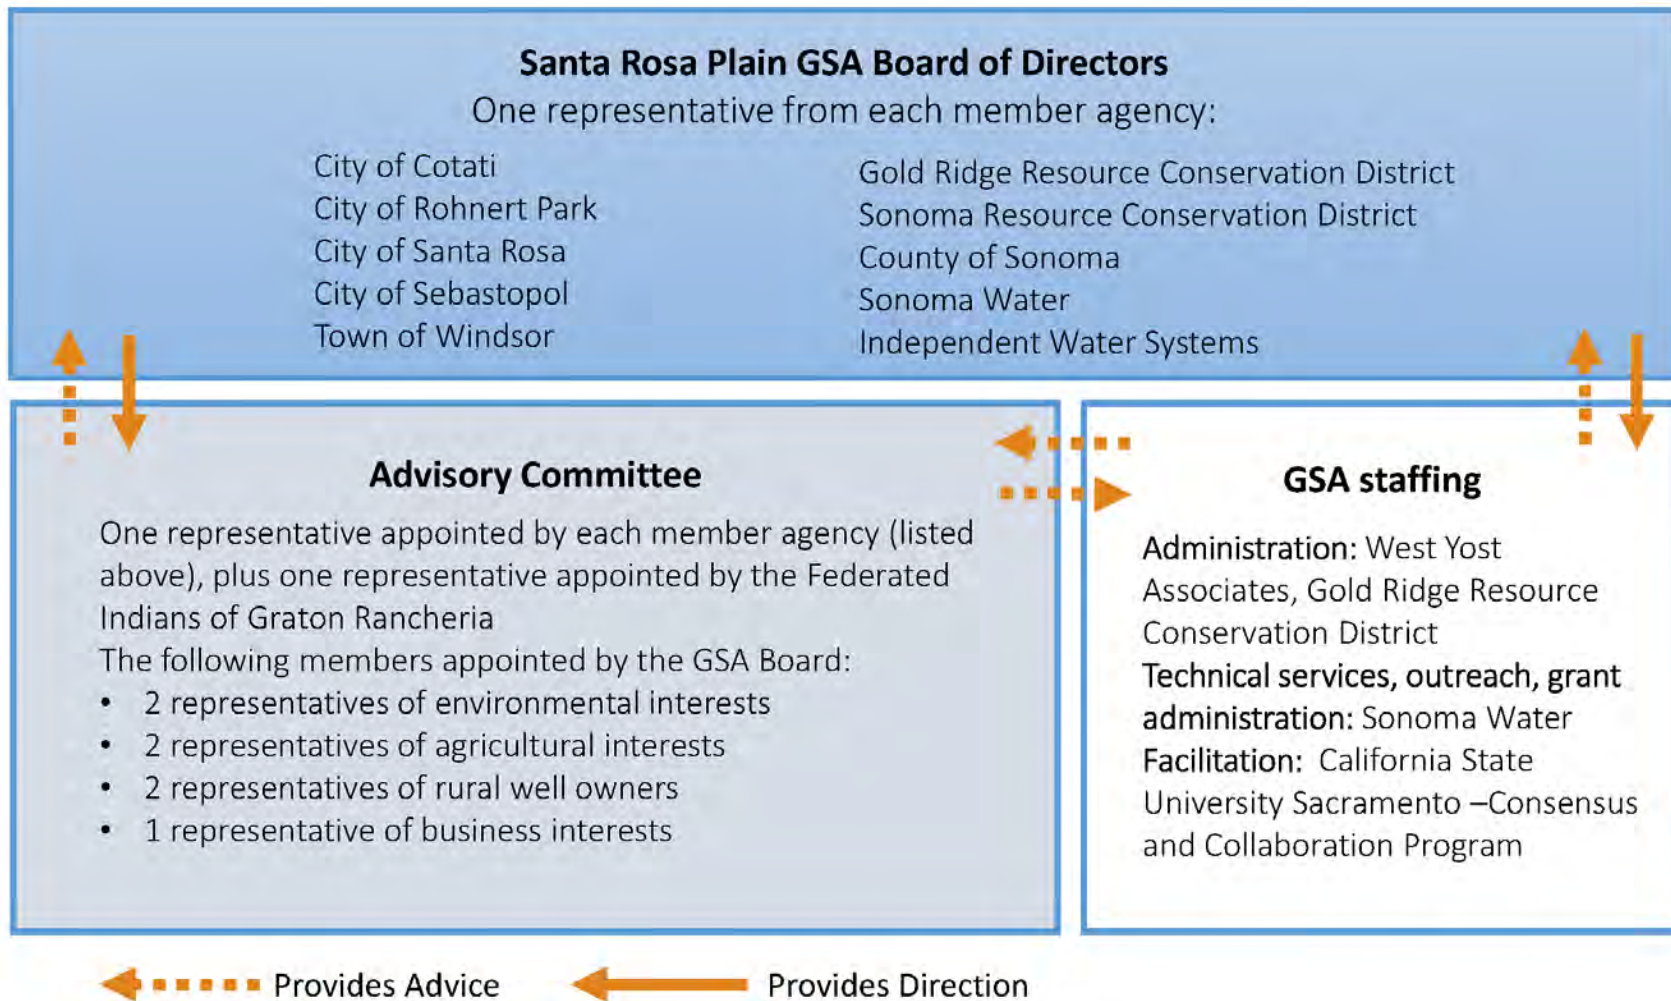 Santa Rosa Plain GSA Board of Directors
One representative from each member agency:
City of Cotati
City of Rohnert Park
City of Santa Rosa
City of Sebastopol
Town of Windsor
Gold Ridge Resource Conservation District
Sonoma Resource Conservation District
County of Sonoma
Sonoma Water
Independent Water Systems
Advisory Committee
One representative appointed by each member agency (listed
above), plus one representative appointed by the Federated
Indians of Graton Rancheria
The following members appointed by the GSA Board:
• 2 representatives of environmental interests
• 2 representatives of agricultural interests
• 2 representatives of rural well owners
• 1 representative of business interests
GSA staffing
Administration: West Yost
Associates, Gold Ridge Resource
Conservation District
Technical services, outreach, grant
administration: Sonoma Water
Facilitation: California State
University Sacramento –Consensus
and Collaboration Program
Provides Advice
Provides Direction